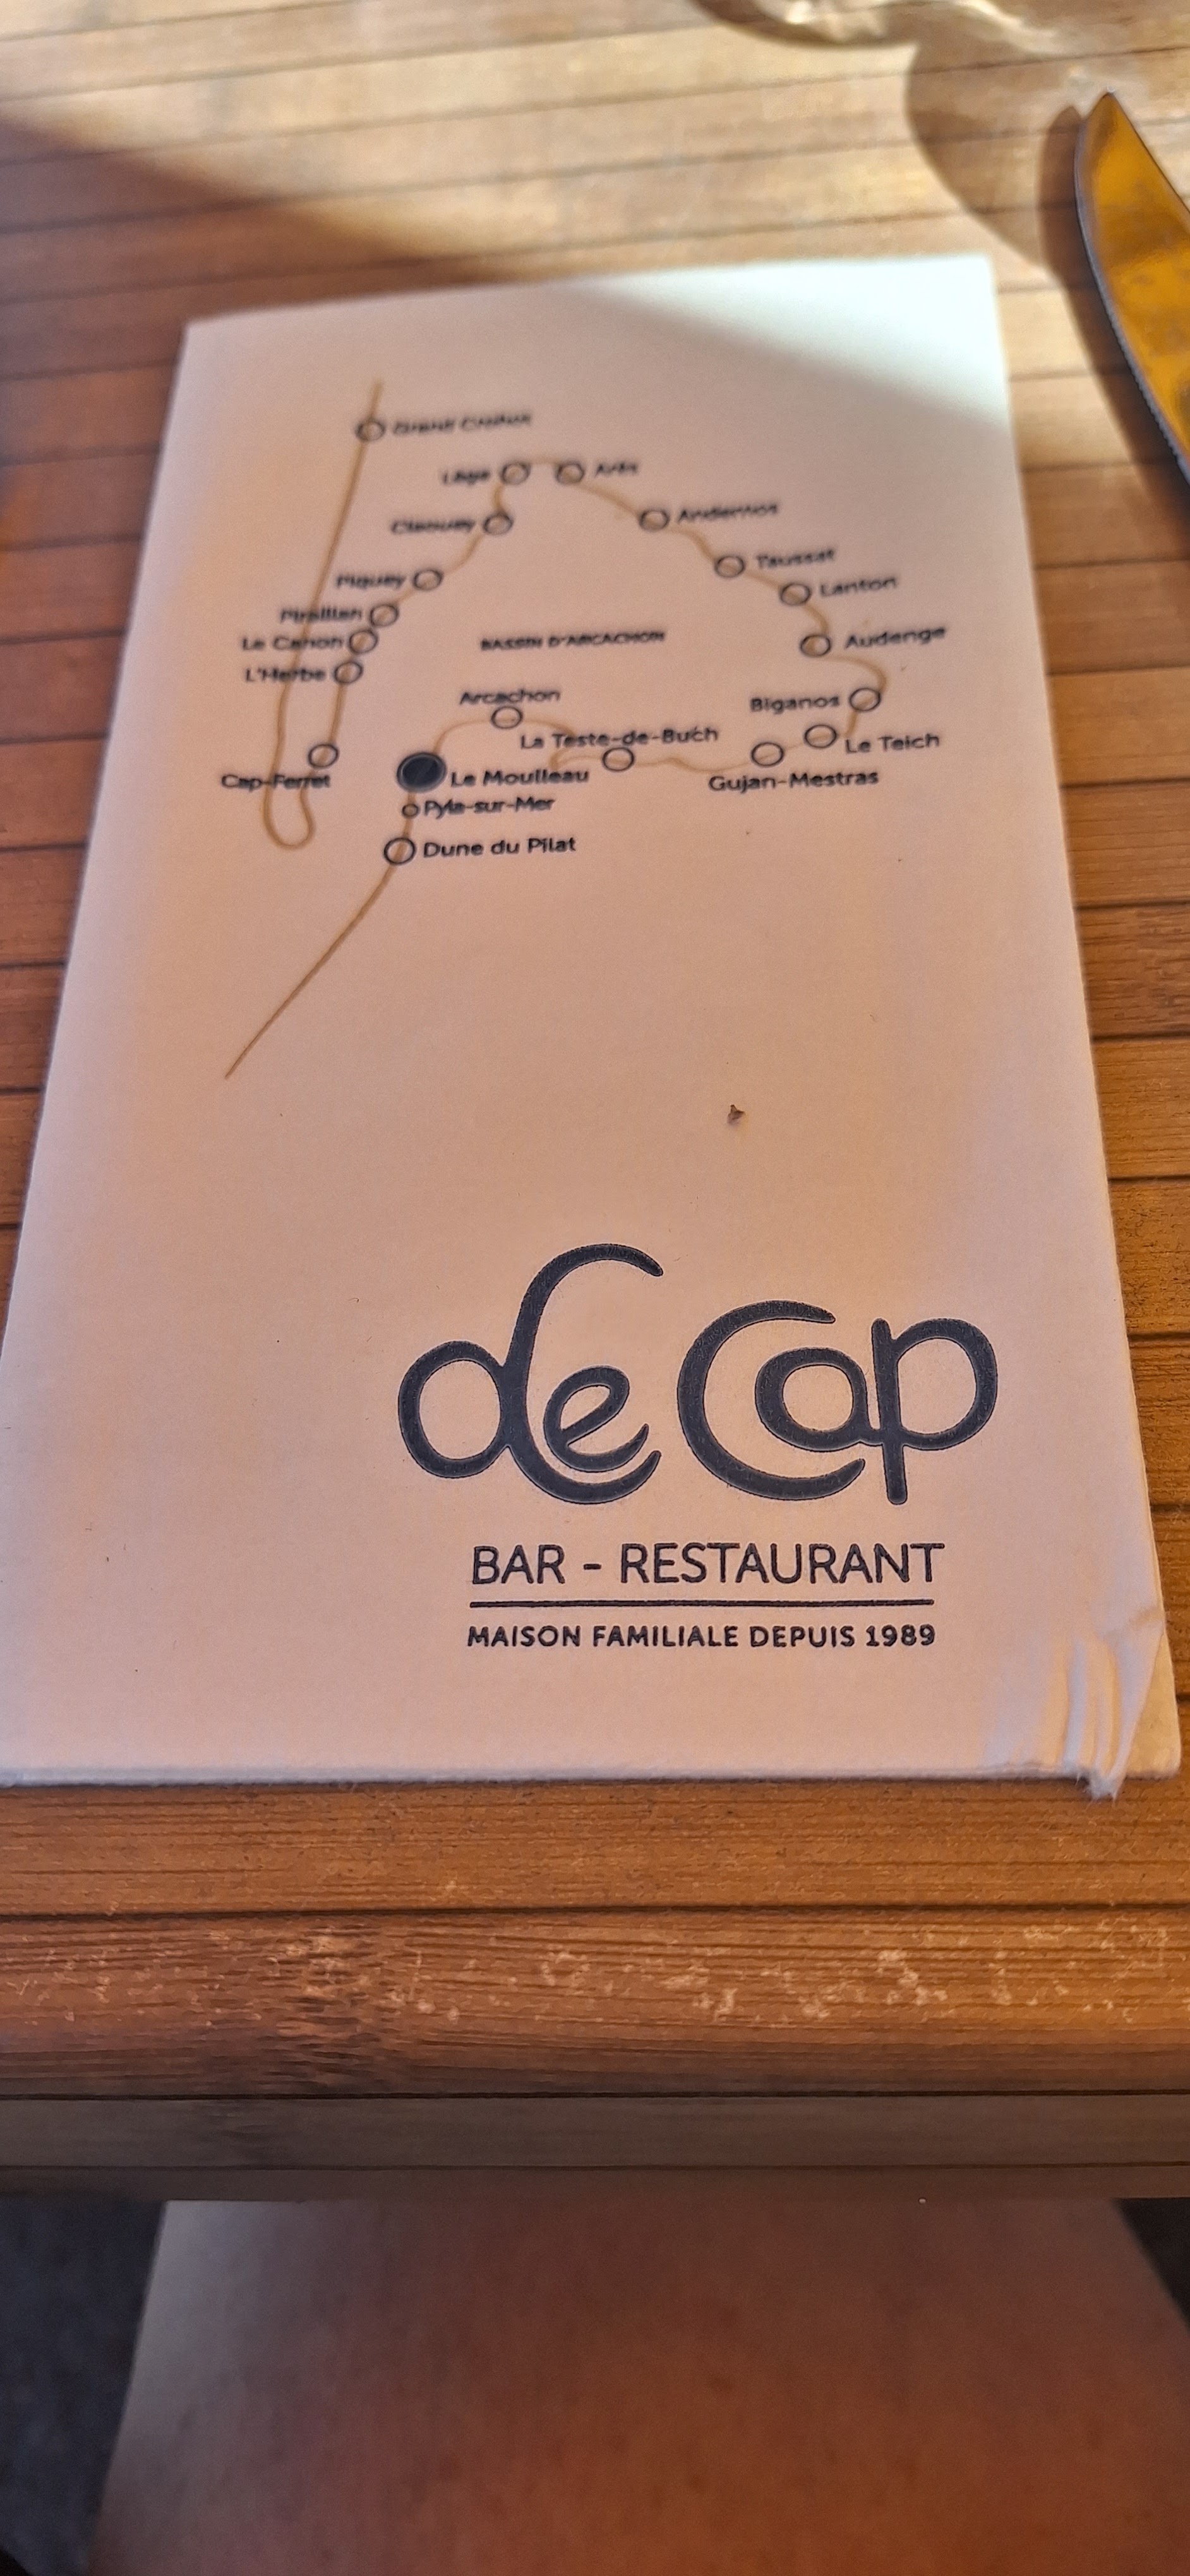 GRAND CROHOT
Lège
Arès
Claouey
Andernos
Taussat
Piquey
Lanton
Piraillan
Le Canon
BASSIN D'ARCACHON
Audenge
L'Herbe
Arcachon
Biganos
La Teste-de-Buch
Le Teich
Cap-Ferret
Le Moulleau
Gujan-Mestras
Pyla-sur-Mer
Dune du Pilat
de Cap
BAR - RESTAURANT
MAISON FAMILIALE DEPUIS 1989